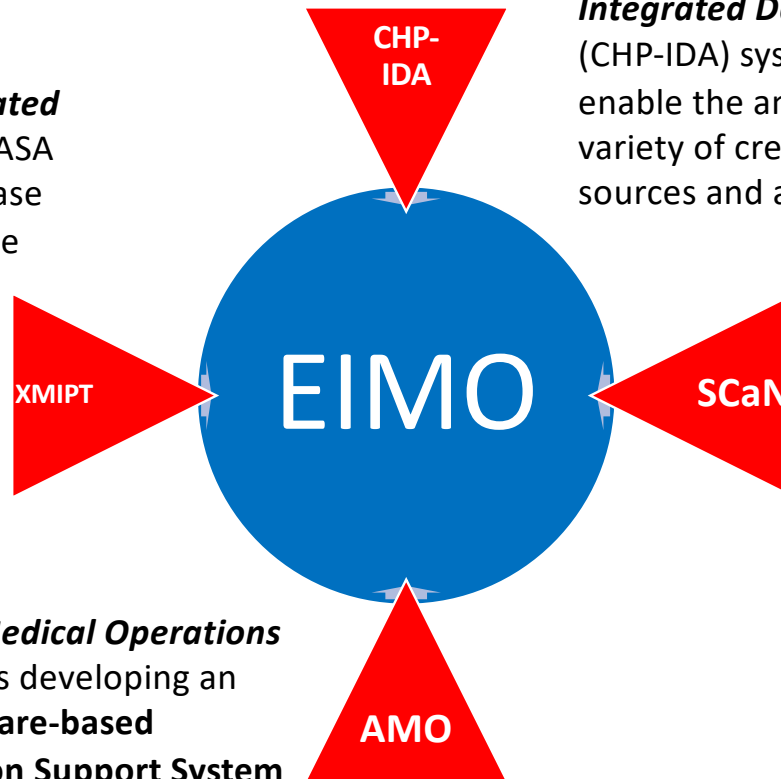 CHP-
IDA
Integrated D
(CHP-IDA) sys
enable the a
variety of cre
sources and a
ated
ASA
ase
e
XMIPT
EIMO
SCaN
edical Operations
s developing an
are-based
on Support System
AMO